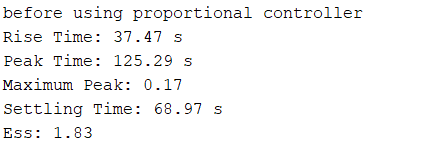 before using proportional controller
Rise Time: 37.47 s
Peak Time: 125.29 s
Maximum Peak: 0.17
Settling Time: 68.97 s
Ess: 1.83